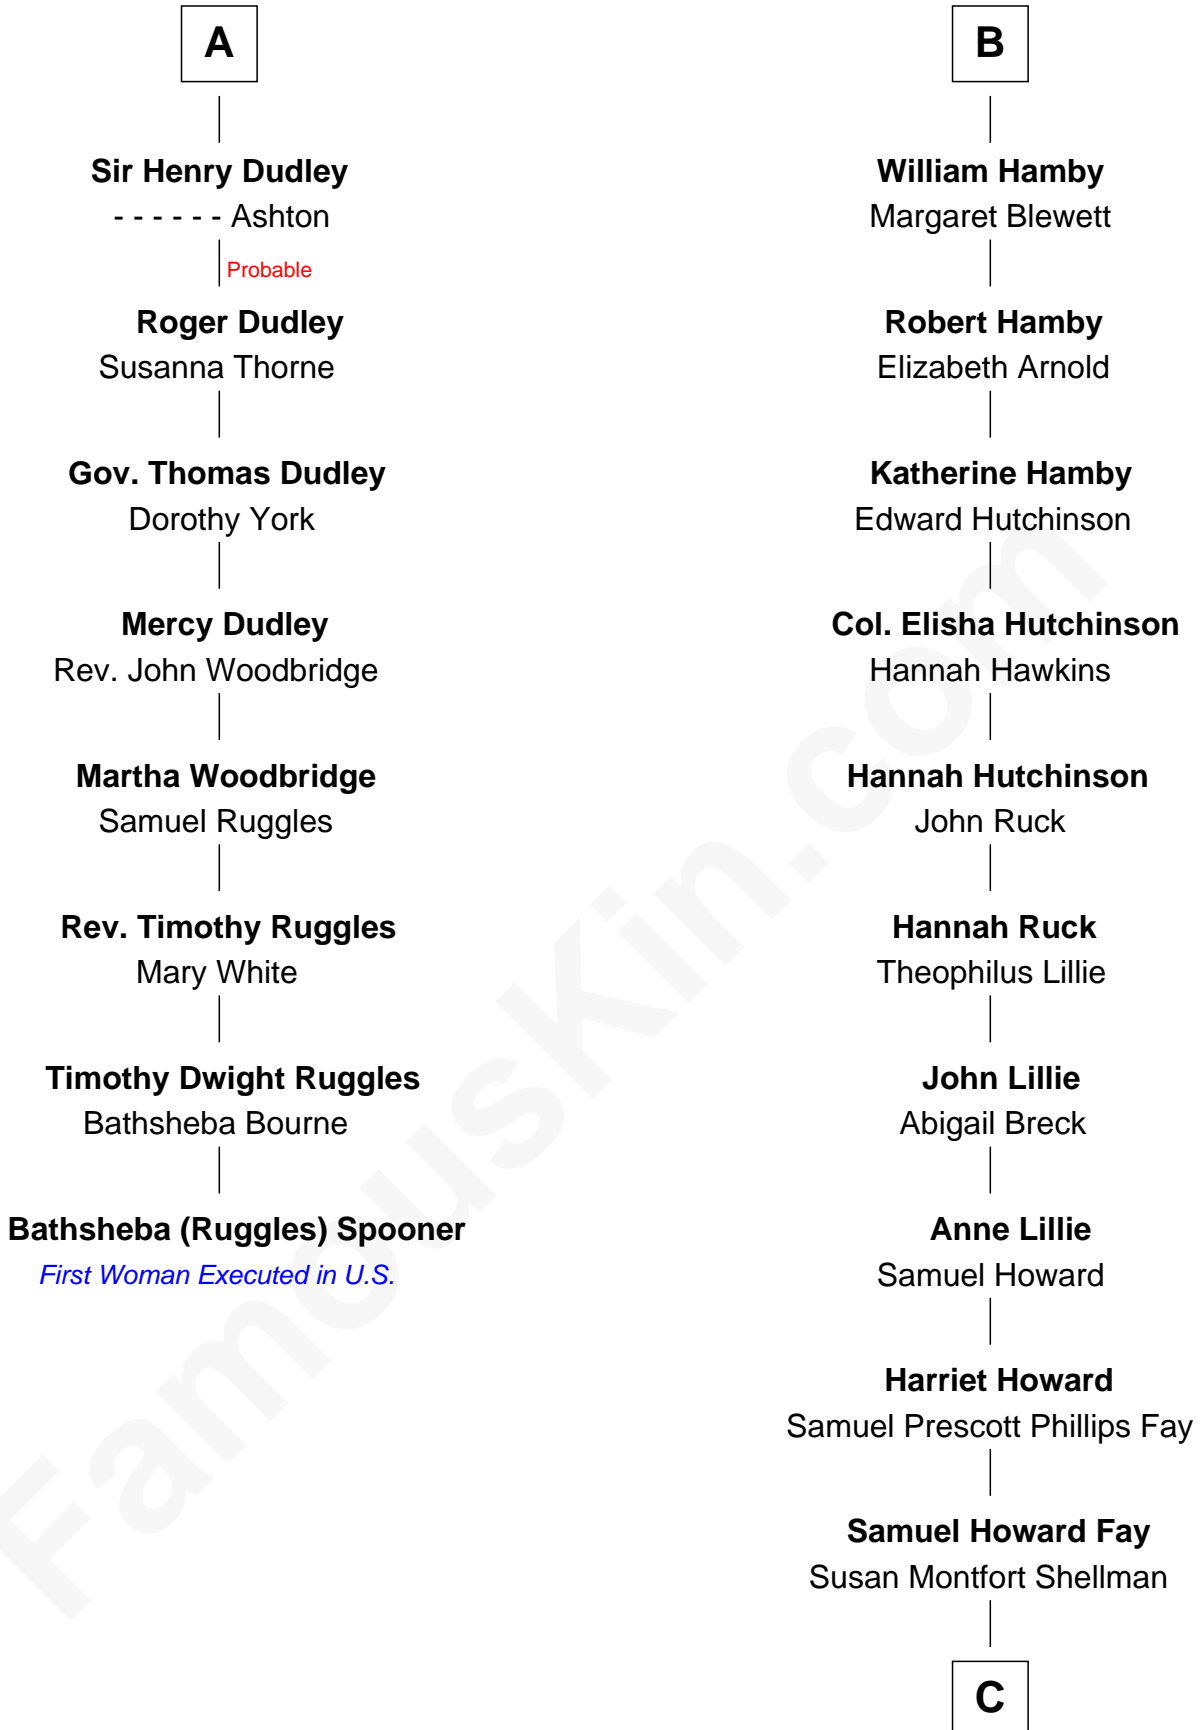 A
Sir Henry Dudley
- - - - - - Ashton
Probable
Roger Dudley
Susanna Thorne
Gov. Thomas Dudley
Dorothy York
Mercy Dudley
Rev. John Woodbridge
Martha Woodbridge
Samuel Ruggles
Rev. Timothy Ruggles
Mary White
Timothy Dwight Ruggles
Bathsheba Bourne
Bathsheba (Ruggles) Spooner
First Woman Executed in U.S.
B
William Hamby
Margaret Blewett
Robert Hamby
Elizabeth Arnold
Katherine Hamby
Edward Hutchinson
Col. Elisha Hutchinson
Hannah Hawkins
Hannah Hutchinson
John Ruck
Hannah Ruck
Theophilus Lillie
John Lillie
Abigail Breck
Anne Lillie
Samuel Howard
Harriet Howard
Samuel Prescott Phillips Fay
Samuel Howard Fay
Susan Montfort Shellman
C
FamousKin.com